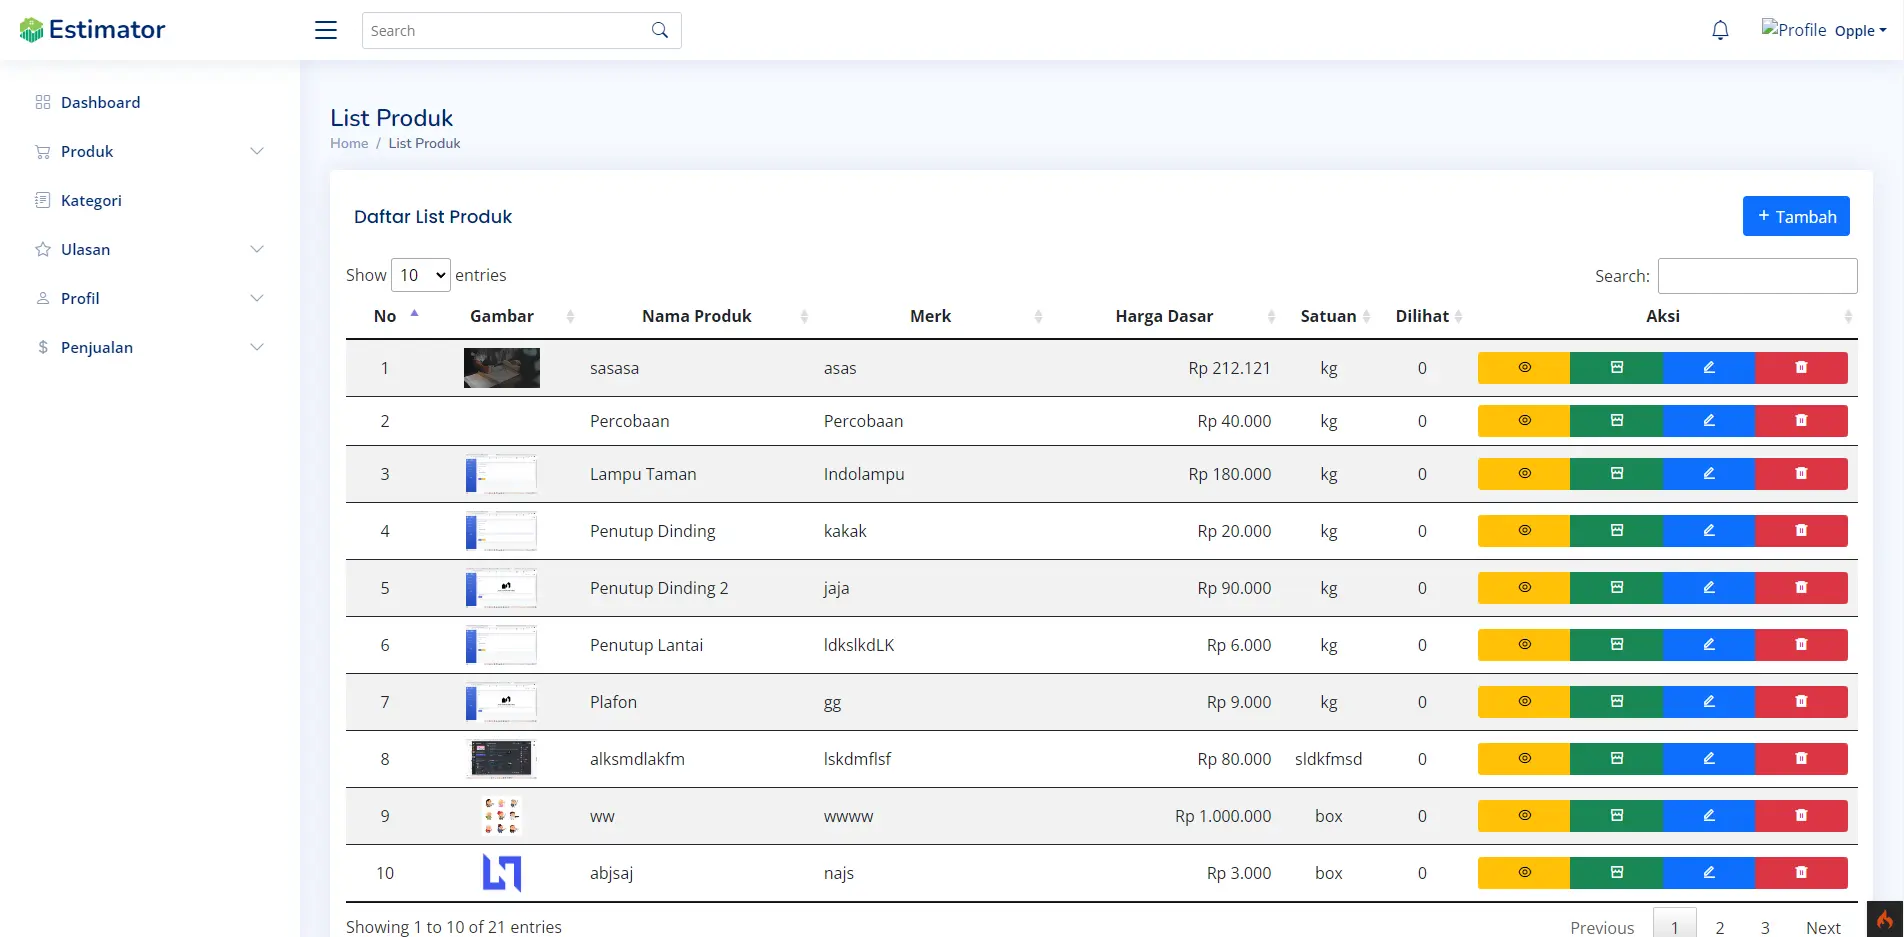 Estimator
Search
Profile Opple
Dashboard
Produk
Kategori
Ulasan
Profil
$ Penjualan
List Produk
Home / List Produk
Daftar List Produk
+ Tambah
Show 10 entries
Search:
No Gambar Nama Produk Merk Harga Dasar Satuan Dilihat Aksi
1 sasasa asas Rp 212.121 kg 0
2 Percobaan Percobaan Rp 40.000 kg 0
3 Lampu Taman Indolampu Rp 180.000 kg 0
4 Penutup Dinding kakak Rp 20.000 kg 0
5 Penutup Dinding 2 jaja Rp 90.000 kg 0
6 Penutup Lantai ldkslkdLK Rp 6.000 kg 0
7 Plafon gg Rp 9.000 kg 0
8 alksmdlakfm lskdmflsf Rp 80.000 sldkfmsd 0
9 ww wwww Rp 1.000.000 box 0
10 abjsaj najs Rp 3.000 box 0
Showing 1 to 10 of 21 entries
Previous 1 2 3 Next